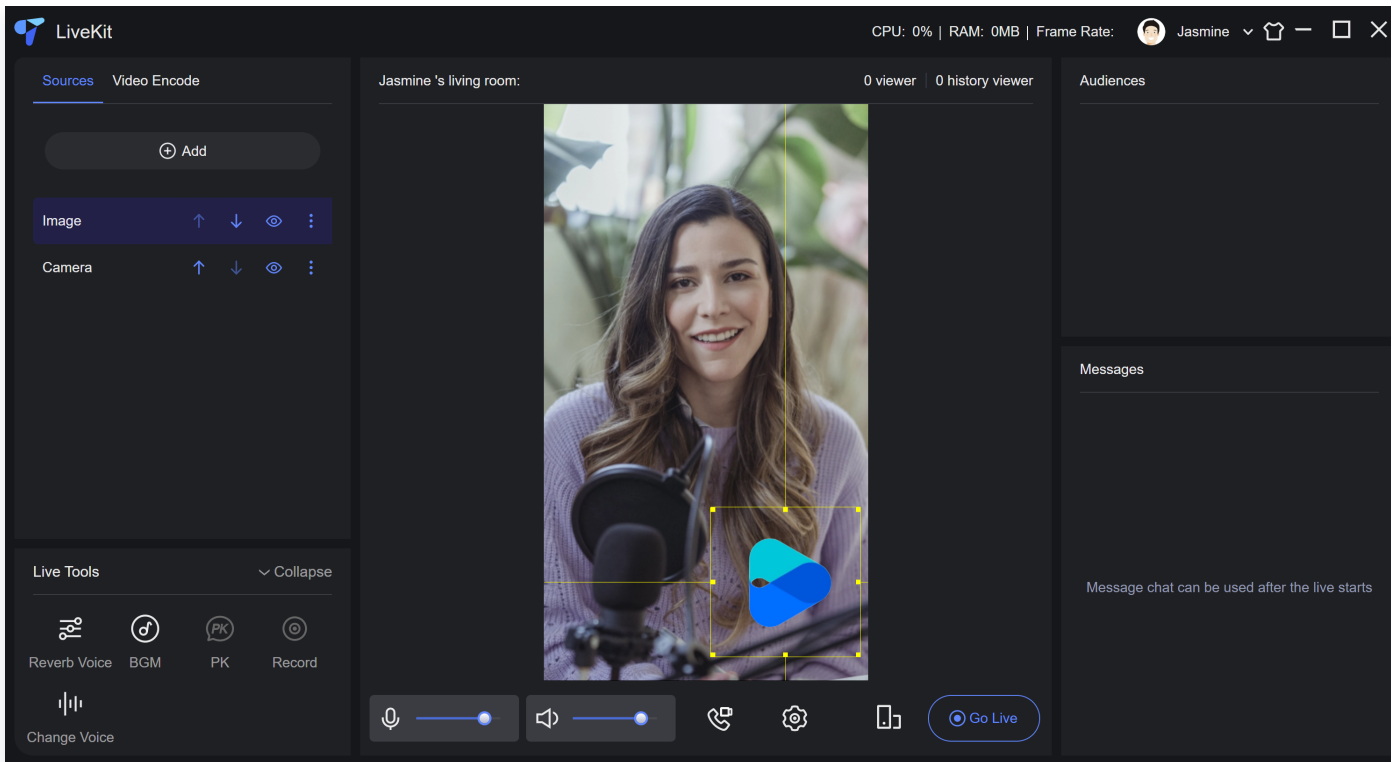 LiveKit
CPU: 0% | RAM: 0MB | Frame Rate:
Jasmine
Sources
Video Encode
Add
Image
Camera
Live Tools
Collapse
Reverb Voice
BGM
PK
PK
Record
Change Voice
Jasmine 's living room:
0 viewer
0 history viewer
Go Live
Audiences
Messages
Message chat can be used after the live starts